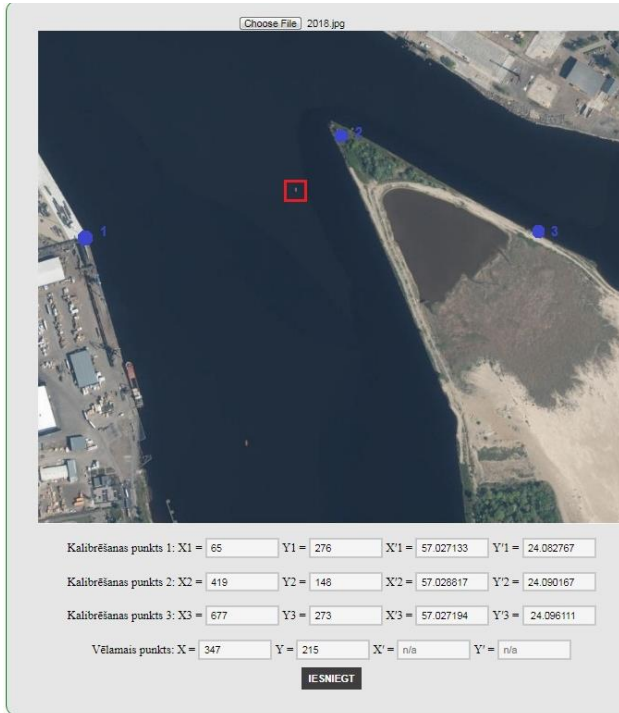 Choose File 2018.jpg
2
1
3
Kalibrēšanas punkts 1: X1 = 65 Y1 = 276 X'1 = 57.027133 Y'1 = 24.082767
Kalibrēšanas punkts 2: X2 = 419 Y2 = 148 X'2 = 57.028817 Y'2 = 24.090167
Kalibrēšanas punkts 3: X3 = 677 Y3 = 273 X'3 = 57.027194 Y'3 = 24.096111
Vēlamais punkts: X = 347 Y = 215 X' = n/a Y' = n/a
IESNIEGT